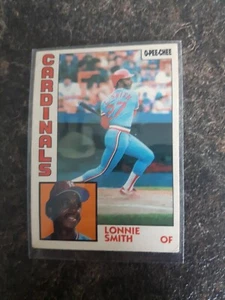 O-PEE-CHEE
CARDINALS
LONNIE
SMITH
OF